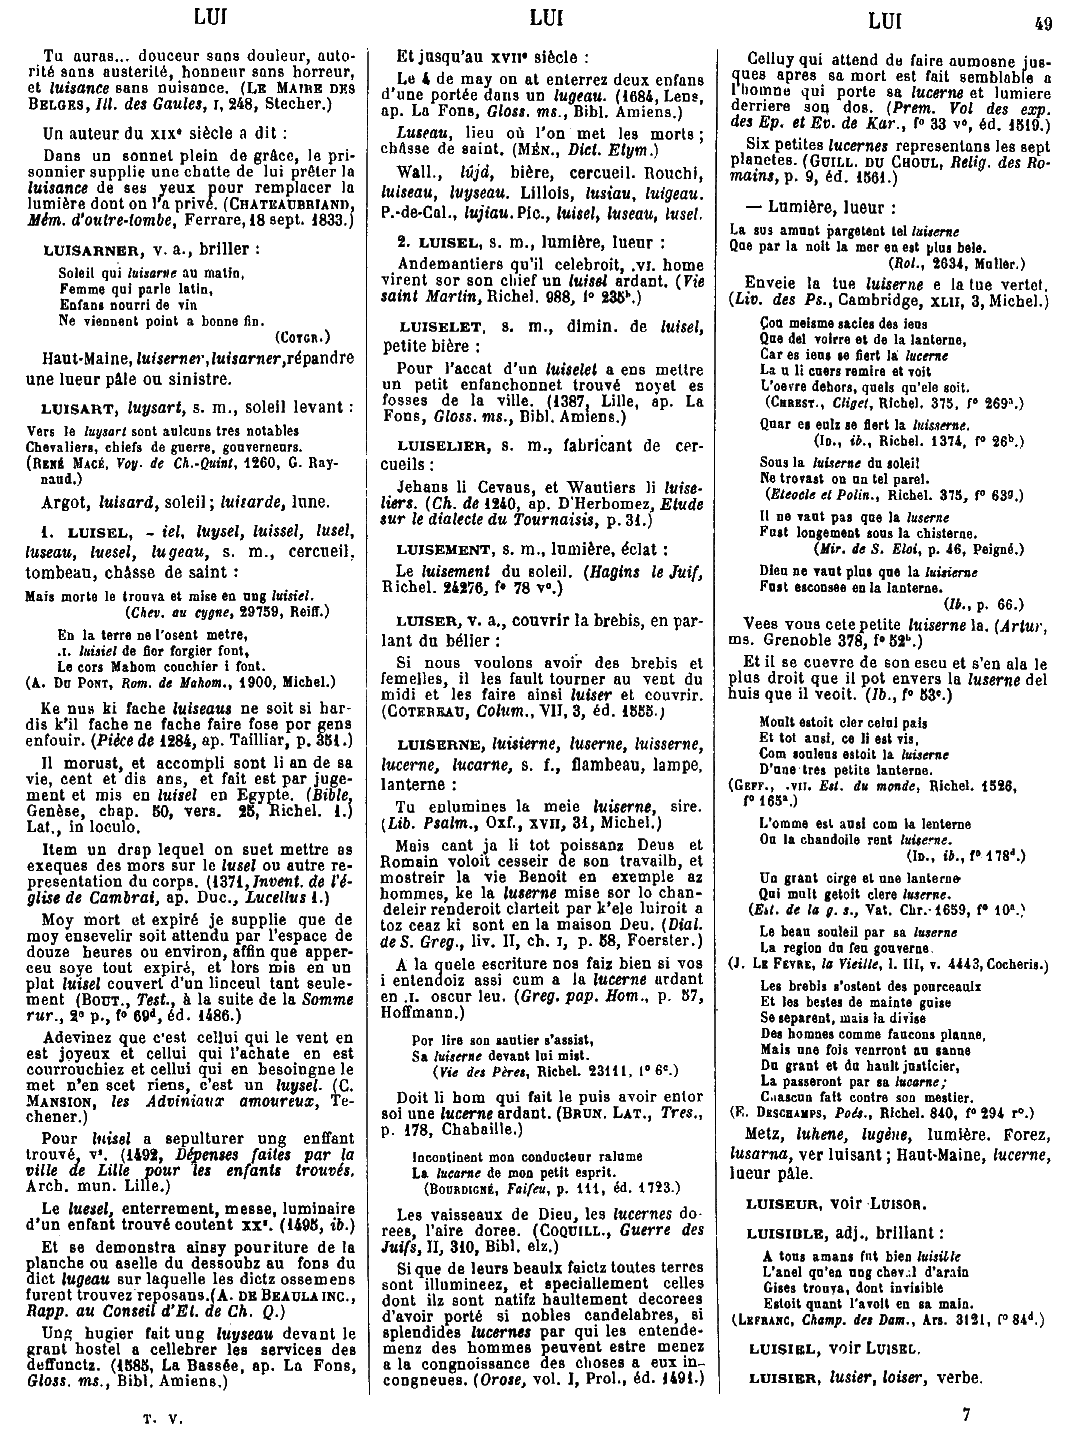 LUI
LUI
LUI
49
Tu auras... douceur sans douleur, auto-
rité sans austerité, honneur sans horreur,
et luisance sans nuisance. (LE MAIRE DES
BELGES, Ill. des Gaules, I, 248, Stecher.)
Un auteur du XIXe siècle a dit :
Dans un sonnet plein de grâce, le pri-
sonnier supplie une chatte de lui prêter la
luisance de ses yeux pour remplacer la
lumière dont on l'a privé. (CHATEAUBRIAND,
Mém. d'outre-tombe, Ferrare, 18 sept. 1833.)
LUISARNER, v. a., briller :
Soleil qui luisarne au matin,
Femme qui parle latin,
Enfans nourri de vin
Ne viennent point a bonne fin.
(COTGR.)
Haut-Maine, luiserner, luisarner, répandre
une lueur pâle ou sinistre.
LUISART, luysart, s. m., soleil levant :
Vers le luysart sont aulcuns tres notables
Chevaliers, chiefs de guerre, gouverneurs.
(RENÉ MACÉ, Voy. de Ch.-Quint, 1260, G. Ray-
naud.)
Argot, luisard, soleil ; luisarde, lune.
1. LUISEL, - iel, luysel, luissel, lusel,
luseau, luesel, lugeau, s. m., cercueil,
tombeau, châsse de saint :
Mais morte le trouva et mise en ung luisiel.
(Chev. au cygne, 29759, Reiff.)
En la terre ne l'osent metre,
.I. luisiel de fior forgier font,
Le cors Mahom couchier i font.
(A. DU PONT, Rom. de Mahom., 1900, Michel.)
Ke nus ki fache luiseaus ne soit si har-
dis k'il fache ne fache faire fose por gens
enfouir. (Pièce de 1284, ap. Tailliar, p. 351.)
Il morust, et accompli sont li an de sa
vie, cent et dis ans, et fait est par juge-
ment et mis en luisel en Egypte. (Bible,
Genèse, chap. 50, vers. 25, Richel. 1.)
Lat., in loculo.
Item un drap lequel on suet mettre as
exeques des mors sur le lusel ou autre re-
presentation du corps. (1371, Invent. de l'é-
glise de Cambrai, ap. Duc., Lucellus 1.)
Moy mort et expiré je supplie que de
moy ensevelir soit attendu par l'espace de
douze heures ou environ, affin que apper-
ceu soye tout expiré, et lors mis en un
plat luisel couvert d'un linceul tant seule-
ment (BOUT., Test., à la suite de la Somme
rur., 2e p., fo 69d, éd. 1486.)
Adevinez que c'est cellui qui le vent en
est joyeux et cellui qui l'achate en est
courrouchiez et cellui qui en besoingne le
met n'en scet riens, c'est un luysel. (C.
MANSION, les Adviniaux amoureux, Te-
chener.)
Pour luisel a sepulturer ung enffant
trouvé, vs. (1492, Dépenses faites par la
ville de Lille pour les enfants trouvés,
Arch. mun. Lille.)
Le luesel, enterrement, messe, luminaire
d'un enfant trouvé coutent xxs. (1495, ib.)
Et se demonstra ainsy pourriture de la
planche ou aselle du dessoubz au fons du
dict lugeau sur laquelle les dictz ossemens
furent trouvez reposans. (A. DE BEAULAINC.,
Rapp. au Conseil d'Et. de Ch. Q.)
Ung hugier fait ung luyseau devant le
grant hostel a cellebrer les services des
deffunctz. (1585, La Bassée, ap. La Fons,
Gloss. ms., Bibl. Amiens.)
T. V.
Et jusqu'au XVIIe siècle :
Le 4 de may on at enterrez deux enfans
d'une portée dans un lugeau. (1684, Lens,
ap. La Fons, Gloss. ms., Bibl. Amiens.)
Luseau, lieu où l'on met les morts ;
châsse de saint. (MÉN., Dict. Etym.)
Wall., lûjd, bière, cercueil. Rouchi,
luiseau, luyseau. Lillois, lusiau, luigeau.
P.-de-Cal., lujiau. Pic., luisel, luseau, lusel.
2. LUISEL, s. m., lumière, lueur :
Andemantiers qu'il celebroit, .VI. home
virent sor son chief un luisel ardant. (Vie
saint Martin, Richel. 988, fo 235b.)
LUISELET, s. m., dimin. de luisel,
petite bière :
Pour l'accat d'un luiselet a ens mettre
un petit enfanchonnet trouvé noyet es
fosses de la ville. (1387, Lille, ap. La
Fons, Gloss. ms., Bibl. Amiens.)
LUISELIER, s. m., fabricant de cer-
cueils :
Jehans li Cevaus, et Wautiers li luise-
liers. (Ch. de 1240, ap. D'Herbomez, Etude
sur le dialecte du Tournaisis, p. 31.)
LUISEMENT, s. m., lumière, éclat :
Le luisement du soleil. (Hagins le Juif,
Richel. 24276, fo 78 vo.)
LUISER, v. a., couvrir la brebis, en par-
lant du bélier :
Si nous voulons avoir des brebis et
femelles, il les fault tourner au vent du
midi et les faire ainsi luiser et couvrir.
(COTEREAU, Colum., VII, 3, éd. 1555.)
LUISERNE, luisierne, luserne, luisserne,
lucerne, lucarne, s. f., flambeau, lampe,
lanterne :
Tu enlumines la meie luiserne, sire.
(Lib. Psalm., Oxf., XVII, 31, Michel.)
Mais cant ja li tot poissanz Deus et
Romain voloit cesseir de son travailh, et
mostreir la vie Benoit en exemple az
hommes, ke la luserne mise sor lo chan-
deleir renderoit clarteit par k'ele luiroit a
toz ceaz ki sont en la maison Deu. (Dial.
de S. Greg., liv. II, ch. I, p. 58, Foerster.)
A la quele escriture nos faiz bien si vos
i entendoiz assi cum a la lucerne ardant
en .I. oscur leu. (Greg. pap. Hom., p. 57,
Hoffmann.)
Por lire son sautier s'assist,
Sa luiserne devant lui mist.
(Vie des Pères, Richel. 23111, fo 6c.)
Doit li hom qui fait le puis avoir entor
soi une lucerne ardant. (BRUN. LAT., Tres.,
p. 178, Chabaille.)
Incontinent mon conducteur ralume
La lucarne de mon petit esprit.
(BOURDIGNÉ, Faifeu, p. 111, éd. 1723.)
Les vaisseaux de Dieu, les lucernes do-
rees, l'aire doree. (COQUILL., Guerre des
Juifs, II, 310, Bibl. elz.)
Si que de leurs beaulx faictz toutes terres
sont illumineez, et speciallement celles
dont ilz sont natifz haultement decorees
d'avoir porté si nobles candelabres, si
splendides lucernes par qui les entende-
menz des hommes peuvent estre menez
a la congnoissance des choses a eux in-
congneues. (Orose, vol. I, Prol., éd. 1491.)
Celluy qui attend du faire aumosne jus-
ques apres sa mort est fait semblable a
l'homne qui porte sa lucerne et lumiere
derriere son dos. (Prem. Vol des exp.
des Ep. et Ev. de Kar., fo 33 vo, éd. 1519.)
Six petites lucernes representans les sept
planetes. (GUILL. DU CHOUL, Relig. des Ro-
mains, p. 9, éd. 1561.)
— Lumière, lueur :
La sus amunt pargetent tel luiserne
Que par la noit la mer en est plus bele.
(Rol., 2634, Muller.)
Enveie ta tue luiserne e la tue vertet.
(Liv. des Ps., Cambridge, XLII, 3, Michel.)
Çou meisme sacies des iens
Que del voirre et de la lanterne,
Car es iens se fiert la lucerne
La u li cuers remire et voit
L'oevre dehors, quels qu'ele soit.
(CHREST., Cliget, Richel. 375, fo 269a.)
Quar es eulz se fiert la luisserne.
(ID., ib., Richel. 1374, fo 26b.)
Sous la luiserne du soleil
Ne trovast on un tel parel.
(Eteocle et Polin., Richel. 375, fo 639.)
Il ne vaut pas que la luserne
Fust longement sous la chisterne.
(Mir. de S. Eloi, p. 46, Peigné.)
Dieu ne vaut plus que la luisierne
Fust esconsee en la lanterne.
(Ib., p. 66.)
Vees vous cete petite luiserne la. (Artur,
ms. Grenoble 378, fo 52b.)
Et il se cuevre de son escu et s'en ala le
plus droit que il pot envers la luserne del
huis que il veoit. (Ib., fo 53c.)
Moult estoit cler celui païs
Et tot ausi, ce li est vis,
Com souleus estoit la luiserne
D'une tres petite lanterne.
(GEFF., .VII. Est. du monde, Richel. 1526,
fo 165a.)
L'omme est ausi com la lenterne
Ou la chandoile rent luiserne.
(ID., ib., fo 178d.)
Un grant cirge et une lanterne
Qui mult getoit clere luserne.
(Est. de la g. s., Vat. Chr. 1659, fo 10a.)
Le beau souleil par sa luserne
La region du feu gouverne.
(J. LE FEVRE, la Vieille, l. III, v. 4443, Cocheris.)
Les brebis s'ostent des pourceaulx
Et les bestes de mainte guise
Se separent, mais la divise
Des homnes comme faucons planne,
Mais une fois venrront au sanne
Du grant et du hault justicier,
La passeront par sa lucarne;
Chascun fait contre son mestier.
(E. DESCHAMPS, Poés., Richel. 840, fo 294 ro.)
Metz, luhene, lugène, lumière. Forez,
lusarna, ver luisant ; Haut-Maine, lucerne,
lueur pâle.
LUISEUR, voir LUISOR.
LUISIBLE, adj., brillant :
A tous amans fut bien luisible
L'anel qu'en ung cheval d'arain
Gises trouva, dont invisible
Estoit quant l'avoit en sa main.
(LEFRANC, Champ. des Dam., Ars. 3121, fo 84d.)
LUISIEL, voir LUISEL.
LUISIER, lusier, loiser, verbe.
7